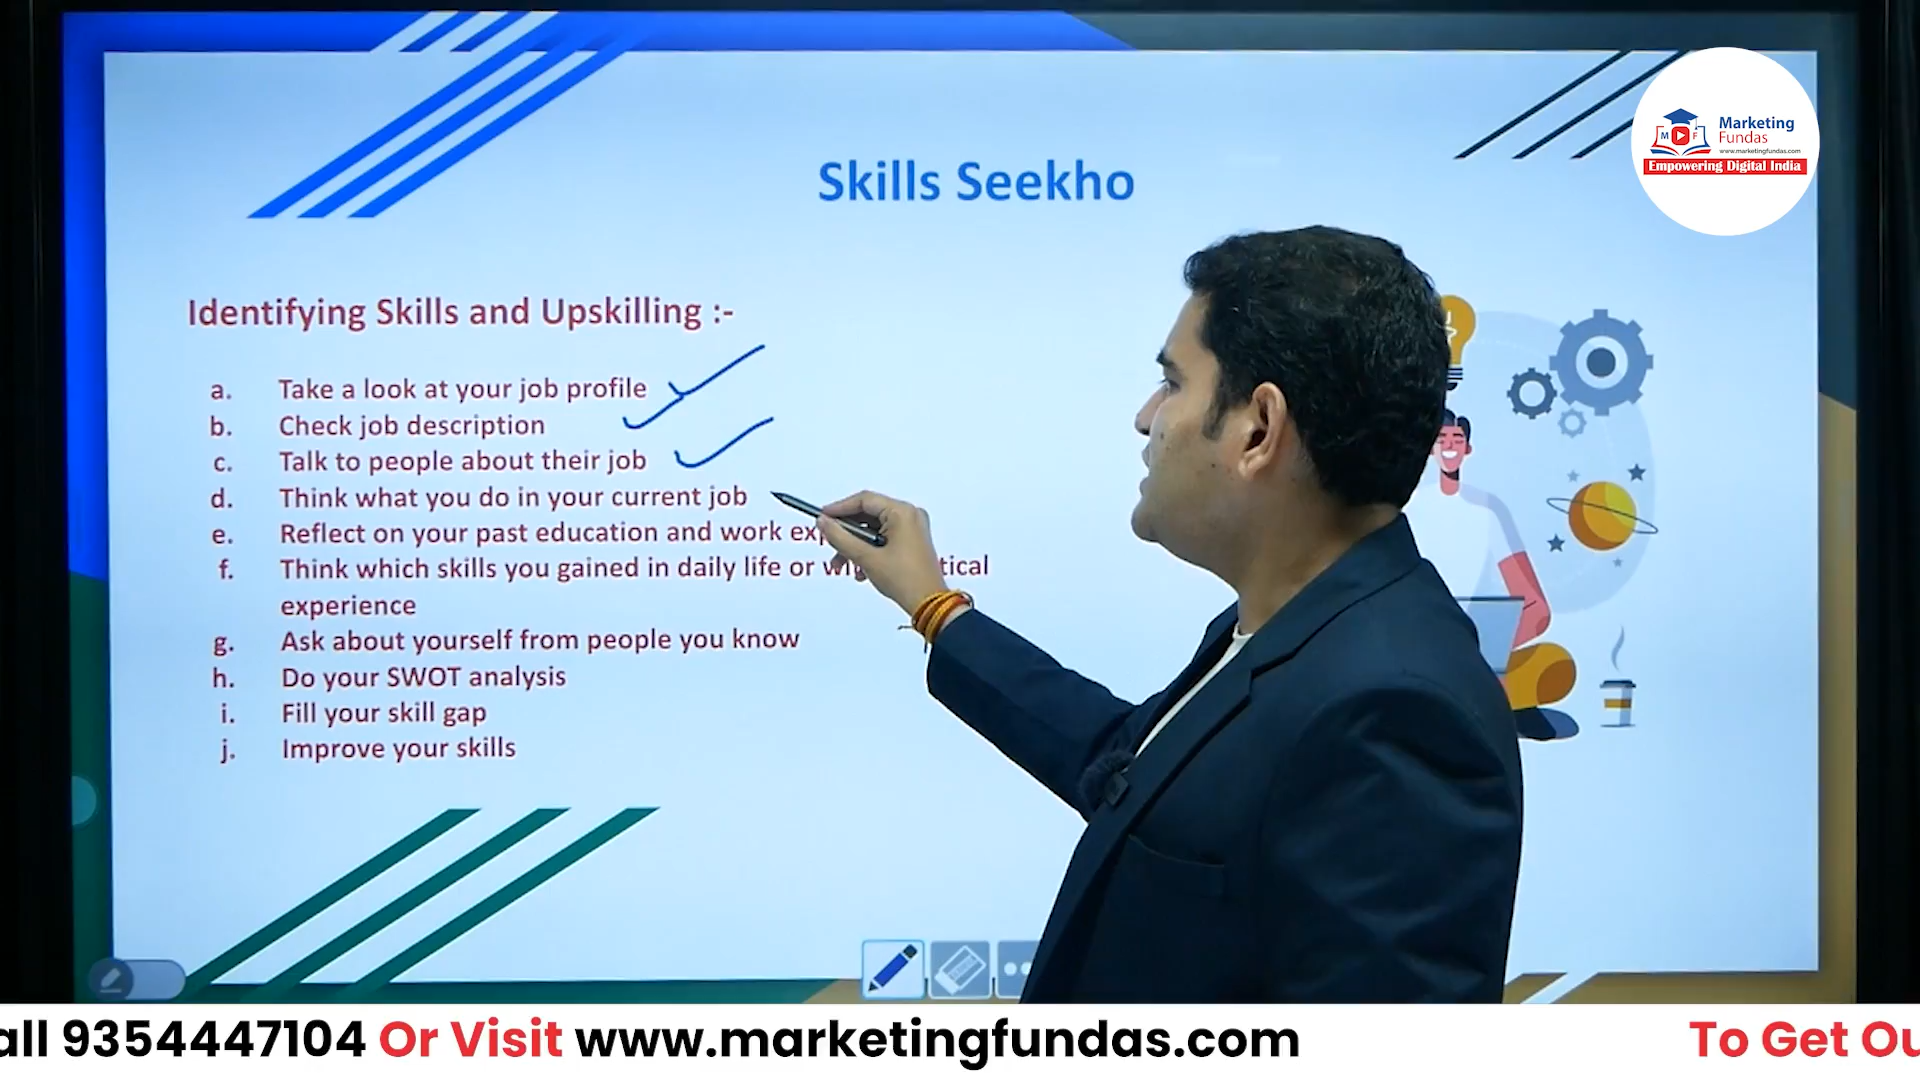 Marketing
Fundas
M F
www.marketingfundas.com
Empowering Digital India
Skills Seekho
Identifying Skills and Upskilling :-
a. Take a look at your job profile
b. Check job description
c. Talk to people about their job
d. Think what you do in your current job
e. Reflect on your past education and work
f. Think which skills you gained in daily life or
experience
g. Ask about yourself from people you know
h. Do your SWOT analysis
i. Fill your skill gap
j. Improve your skills
all 9354447104 Or Visit www.marketingfundas.com To Get Ou